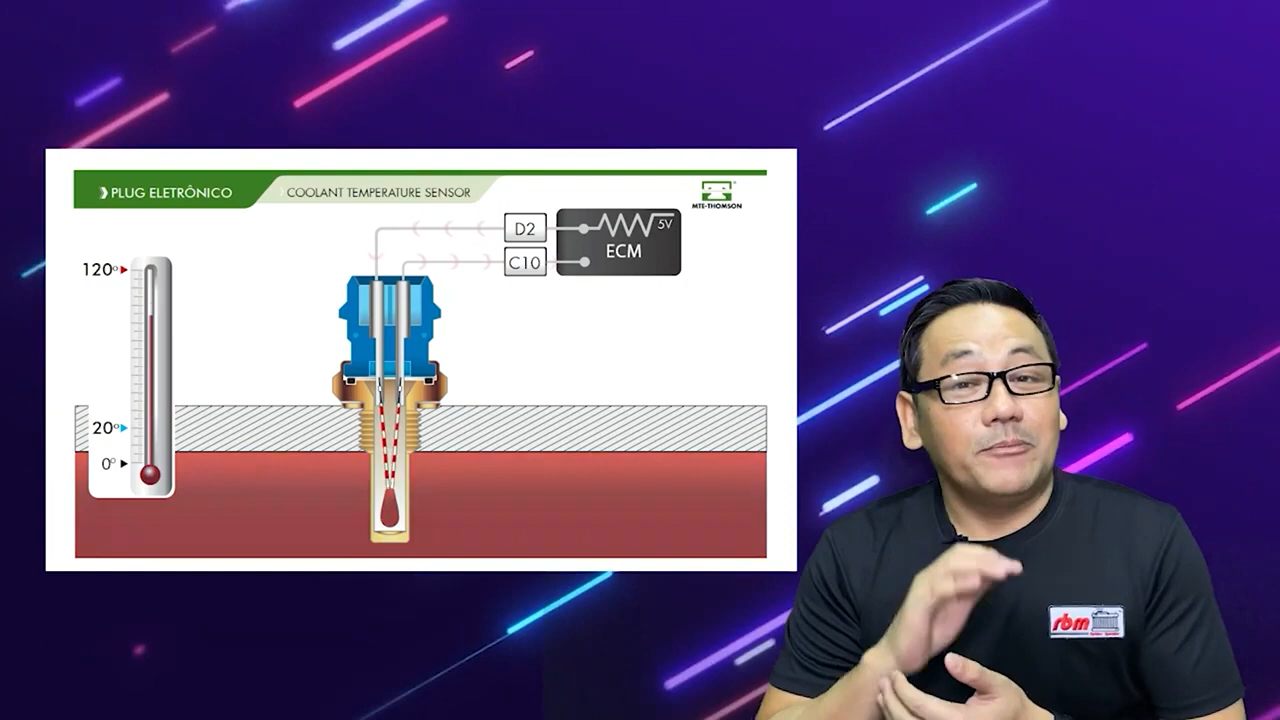 PLUG ELETRÔNICO
COOLANT TEMPERATURE SENSOR
MTE-THOMSON
D2
5V
ECM
C10
120°
20°
0°
rbm